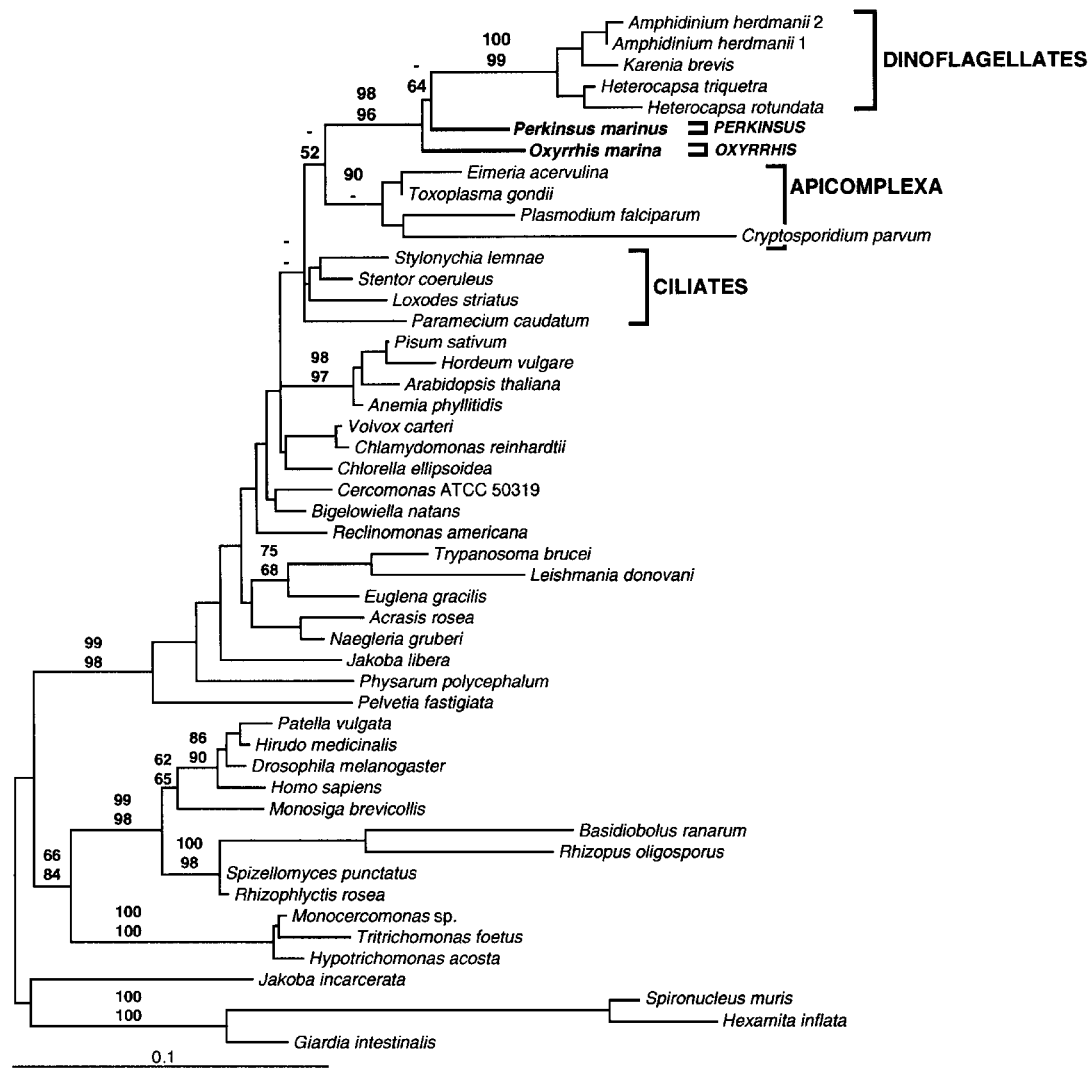 Amphidinium herdmanii 2
100
Amphidinium herdmanii 1
DINOFLAGELLATES
99
Karenia brevis
-
64
Heterocapsa triquetra
98
Heterocapsa rotundata
96
Perkinsus marinus
PERKINSUS
-
52
Oxyrrhis marina
OXYRRHIS
90
Eimeria acervulina
-
Toxoplasma gondii
APICOMPLEXA
Plasmodium falciparum
Cryptosporidium parvum
-
-
Stylonychia lemnae
Stentor coeruleus
CILIATES
Loxodes striatus
Paramecium caudatum
Pisum sativum
98
Hordeum vulgare
97
Arabidopsis thaliana
Anemia phyllitidis
Volvox carteri
Chlamydomonas reinhardtii
Chlorella ellipsoidea
Cercomonas ATCC 50319
Bigelowiella natans
Reclinomonas americana
75
Trypanosoma brucei
68
Leishmania donovani
Euglena gracilis
Acrasis rosea
Naegleria gruberi
99
98
Jakoba libera
Physarum polycephalum
Pelvetia fastigiata
Patella vulgata
86
Hirudo medicinalis
62
90
Drosophila melanogaster
65
Homo sapiens
99
Monosiga brevicollis
98
Basidiobolus ranarum
100
Rhizopus oligosporus
66
98
Spizellomyces punctatus
84
Rhizophlyctis rosea
100
Monocercomonas sp.
100
Tritrichomonas foetus
Hypotrichomonas acosta
Jakoba incarcerata
100
Spironucleus muris
100
Hexamita inflata
Giardia intestinalis
0.1